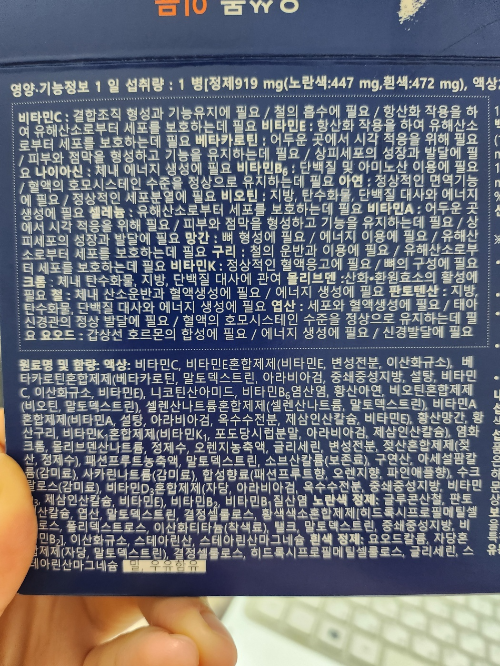 영양·기능정보 1 일 섭취량 : 1 병[정제919 mg(노란색:447 mg,흰색:472 mg), 액상
비타민C : 결합조직 형성과 기능유지에 필요 / 철의 흡수에 필요 / 항산화 작용을 하
여 유해산소로부터 세포를 보호하는데 필요 비타민E : 항산화 작용을 하여 유해산소
로부터 세포를 보호하는데 필요 베타카로틴 : 어두운 곳에서 시각 적응을 위해 필요
/ 피부와 점막을 형성하고 기능을 유지하는데 필요 / 상피세포의 성장과 발달에 필
요 나이아신 : 체내 에너지 생성에 필요 비타민B₆ : 단백질 및 아미노산 이용에 필요
/ 혈액의 호모시스테인 수준을 정상으로 유지하는데 필요 아연 : 정상적인 면역기능
에 필요 / 정상적인 세포분열에 필요 비오틴 : 지방, 탄수화물, 단백질 대사와 에너지
생성에 필요 셀레늄 : 유해산소로부터 세포를 보호하는데 필요 비타민A : 어두운 곳
에서 시각 적응을 위해 필요 / 피부와 점막을 형성하고 기능을 유지하는데 필요 / 상
피세포의 성장과 발달에 필요 망간 : 뼈 형성에 필요 / 에너지 이용에 필요 / 유해산
소로부터 세포를 보호하는데 필요 구리 : 철의 운반과 이용에 필요 / 유해산소로부
터 세포를 보호하는데 필요 비타민K : 정상적인 혈액응고에 필요 / 뼈의 구성에 필요
크롬 : 체내 탄수화물, 지방, 단백질 대사에 관여 몰리브덴 : 산화·환원효소의 활성에
필요 철 : 체내 산소운반과 혈액생성에 필요 / 에너지 생성에 필요 판토텐산 : 지방,
탄수화물, 단백질 대사와 에너지 생성에 필요 엽산 : 세포와 혈액생성에 필요 / 태아
신경관의 정상 발달에 필요 / 혈액의 호모시스테인 수준을 정상으로 유지하는데 필
요 요오드 : 갑상선 호르몬의 합성에 필요 / 에너지 생성에 필요 / 신경발달에 필요
원료명 및 함량: 액상: 비타민C, 비타민E혼합제제(비타민E, 변성전분, 이산화규소), 베
타카로틴혼합제제(베타카로틴, 말토덱스트린, 아라비아검, 중쇄중성지방, 설탕, 비타민
C, 이산화규소, 비타민E), 니코틴산아미드, 비타민B₆염산염, 황산아연, 비오틴혼합제제
(비오틴, 말토덱스트린), 셀렌산나트륨혼합제제(셀렌산나트륨, 말토덱스트린), 비타민A
혼합제제(비타민A, 설탕, 아라비아검, 옥수수전분, 제삼인산칼슘, 비타민E), 황산망간, 황
산구리, 비타민K₁혼합제제(비타민K₁, 포도당시럽분말, 아라비아검, 제삼인산칼슘), 염화
크롬, 몰리브덴산나트륨, 정제수, 오렌지농축액, 글리세린, 변성전분, 정산혼합제제(젖
산, 정제수), 패션푸르트농축액, 말토덱스트린, 소브산칼륨(보존료), 구연산, 아세설팜칼
륨(감미료), 사카린나트륨(감미료), 합성향료(패션프룻향, 오렌지향, 파인애플향), 수크
랄로스(감미료), 비타민D₃혼합제제(자당, 아라비아검, 옥수수전분, 중쇄중성지방, 비타민
제삼인산칼슘, 비타민E), 비타민B₂, 비타민B₁질산염 노란색 정제: 글루콘산철, 판토
산칼슘, 엽산, 말토덱스트린, 결정셀룰로스, 황색색소혼합제제(히드록시프로필메틸셀
룰로스, 폴리덱스트로스, 이산화티타늄(착색료), 탤크, 말토덱스트린, 중쇄중성지방, 비
민B₂), 이산화규소, 스테아린산, 스테아린산마그네슘 흰색 정제: 요오드칼륨, 자당혼
제제(자당, 말토덱스트린), 결정셀룰로스, 히드록시프로필메틸셀룰로스, 글리세린, 스
테아린산마그네슘 밀, 우유함유